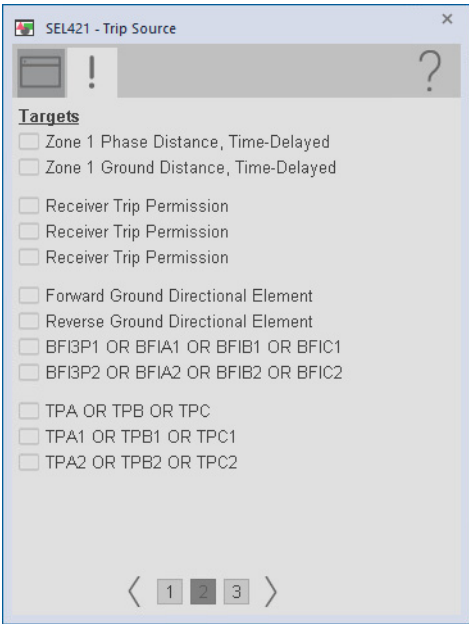 SEL421 - Trip Source
Targets
Zone 1 Phase Distance, Time-Delayed
Zone 1 Ground Distance, Time-Delayed
Receiver Trip Permission
Receiver Trip Permission
Receiver Trip Permission
Forward Ground Directional Element
Reverse Ground Directional Element
BFI3P1 OR BFIA1 OR BFIB1 OR BFIC1
BFI3P2 OR BFIA2 OR BFIB2 OR BFIC2
TPA OR TPB OR TPC
TPA1 OR TPB1 OR TPC1
TPA2 OR TPB2 OR TPC2
1 2 3